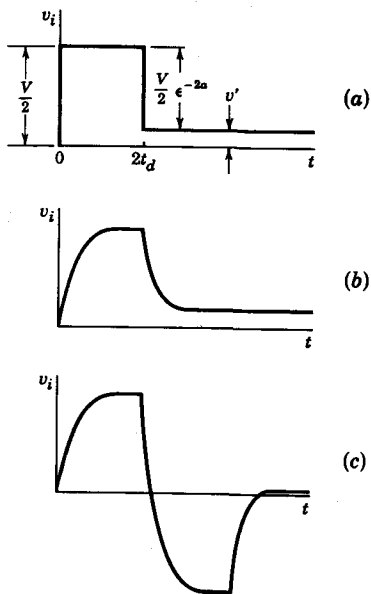 v_i
V/2
V/2 ε^{-2a}
v'
(a)
0
2t_d
t
v_i
(b)
t
v_i
(c)
t